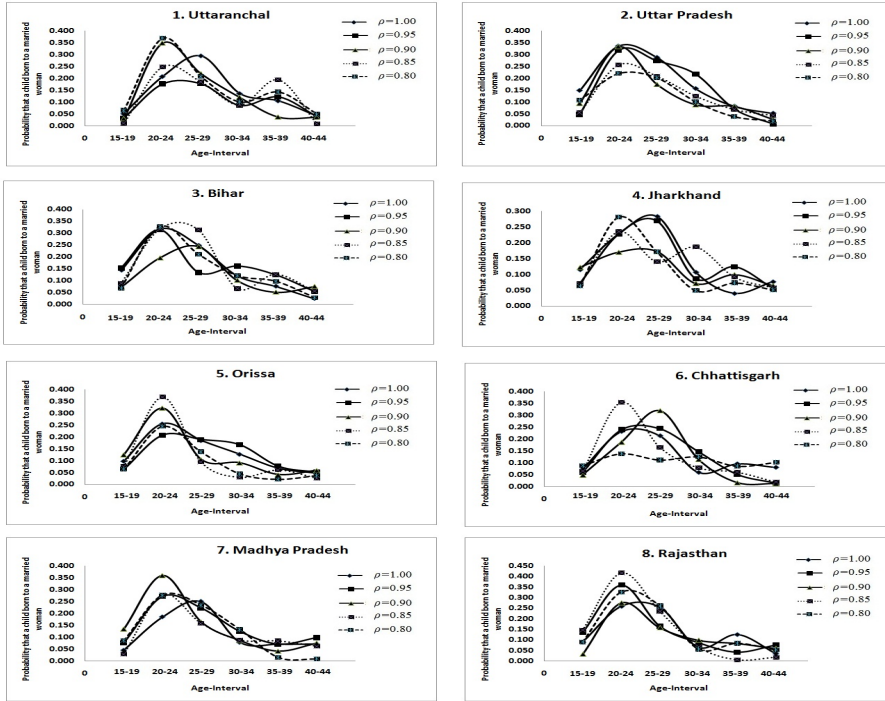 1. Uttaranchal
Probability that a child born to a married
woman
0.400
0.350
0.300
0.250
0.200
0.150
0.100
0.050
0.000
0
15-19 20-24 25-29 30-34 35-39 40-44
Age-Interval
ρ=1.00
ρ=0.95
ρ=0.90
ρ=0.85
ρ=0.80
2. Uttar Pradesh
Probability that a child born to a married
woman
0.400
0.350
0.300
0.250
0.200
0.150
0.100
0.050
0.000
0
15-19 20-24 25-29 30-34 35-39 40-44
Age-Interval
ρ=1.00
ρ=0.95
ρ=0.90
ρ=0.85
ρ=0.80
3. Bihar
Probability that a child born to a married
woman
0.400
0.350
0.300
0.250
0.200
0.150
0.100
0.050
0.000
0
15-19 20-24 25-29 30-34 35-39 40-44
Age-Interval
ρ=1.00
ρ=0.95
ρ=0.90
ρ=0.85
ρ=0.80
4. Jharkhand
Probability that a child born to a married
woman
0.300
0.250
0.200
0.150
0.100
0.050
0.000
0
15-19 20-24 25-29 30-34 35-39 40-44
Age-Interval
ρ=1.00
ρ=0.95
ρ=0.90
ρ=0.85
ρ=0.80
5. Orissa
Probability that a child born to a married
woman
0.400
0.350
0.300
0.250
0.200
0.150
0.100
0.050
0.000
0
15-19 20-24 25-29 30-34 35-39 40-44
Age-Interval
ρ=1.00
ρ=0.95
ρ=0.90
ρ=0.85
ρ=0.80
6. Chhattisgarh
Probability that a child born to a married
woman
0.400
0.350
0.300
0.250
0.200
0.150
0.100
0.050
0.000
0
15-19 20-24 25-29 30-34 35-39 40-44
Age-Interval
ρ=1.00
ρ=0.95
ρ=0.90
ρ=0.85
ρ=0.80
7. Madhya Pradesh
Probability that a child born to a married
woman
0.400
0.350
0.300
0.250
0.200
0.150
0.100
0.050
0.000
0
15-19 20-24 25-29 30-34 35-39 40-44
Age-Interval
ρ=1.00
ρ=0.95
ρ=0.90
ρ=0.85
ρ=0.80
8. Rajasthan
Probability that a child born to a married
woman
0.450
0.400
0.350
0.300
0.250
0.200
0.150
0.100
0.050
0.000
0
15-19 20-24 25-29 30-34 35-39 40-44
Age-Interval
ρ=1.00
ρ=0.95
ρ=0.90
ρ=0.85
ρ=0.80